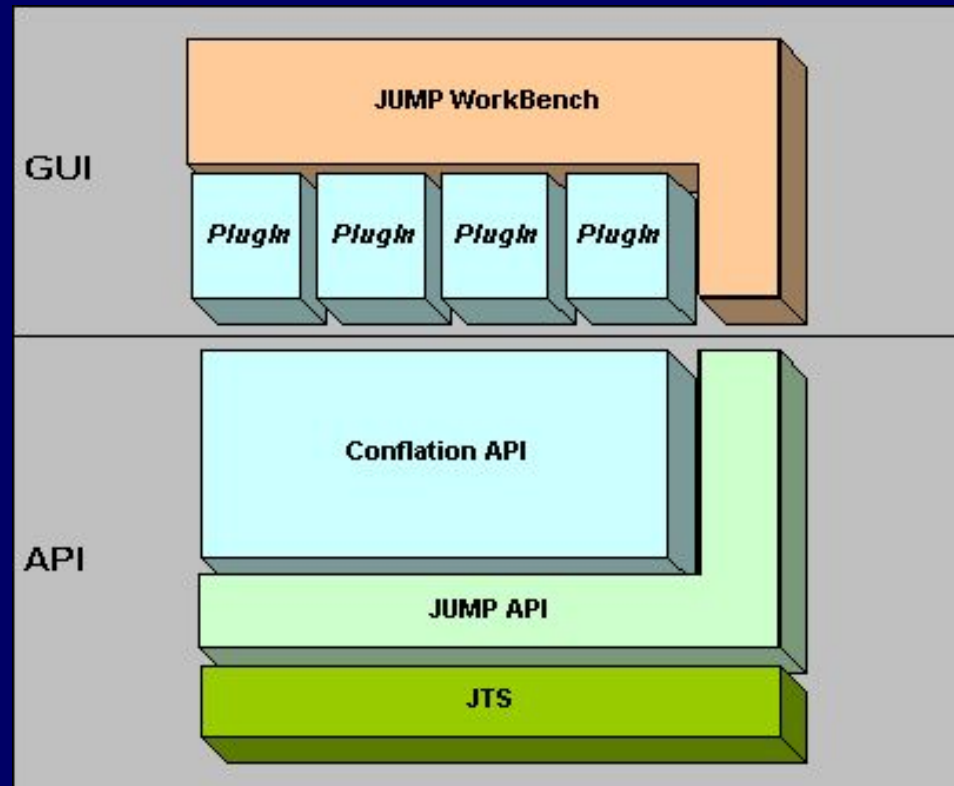 JUMP WorkBench
GUI
PlugIn PlugIn PlugIn PlugIn
Conflation API
API
JUMP API
JTS